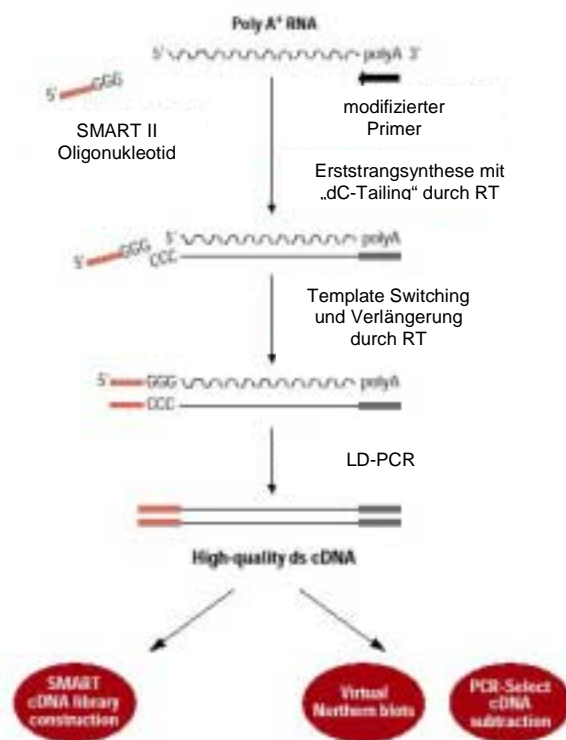 Poly A⁺ RNA
5' polyA 3'
5' GGG
SMART II
Oligonukleotid
modifizierter
Primer
Erststrangsynthese mit
„dC-Tailing“ durch RT
5' polyA
5' GGG
CCC
Template Switching
und Verlängerung
durch RT
5' GGG polyA
CCC
LD-PCR
High-quality ds cDNA
SMART
cDNA library
construction
Virtual
Northern blots
PCR-Select
cDNA
subtraction